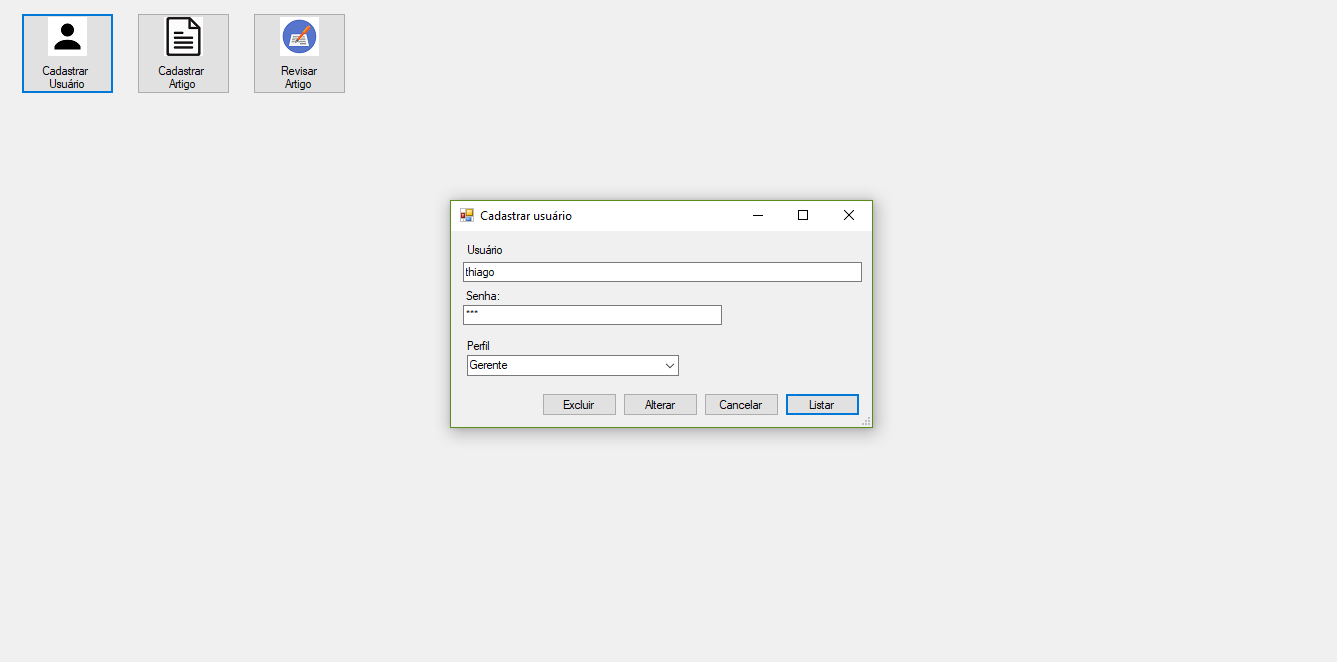 Cadastrar
Usuário
Cadastrar
Artigo
Revisar
Artigo
Cadastrar usuário
Usuário
thiago
Senha:
***
Perfil
Gerente
Excluir
Alterar
Cancelar
Listar